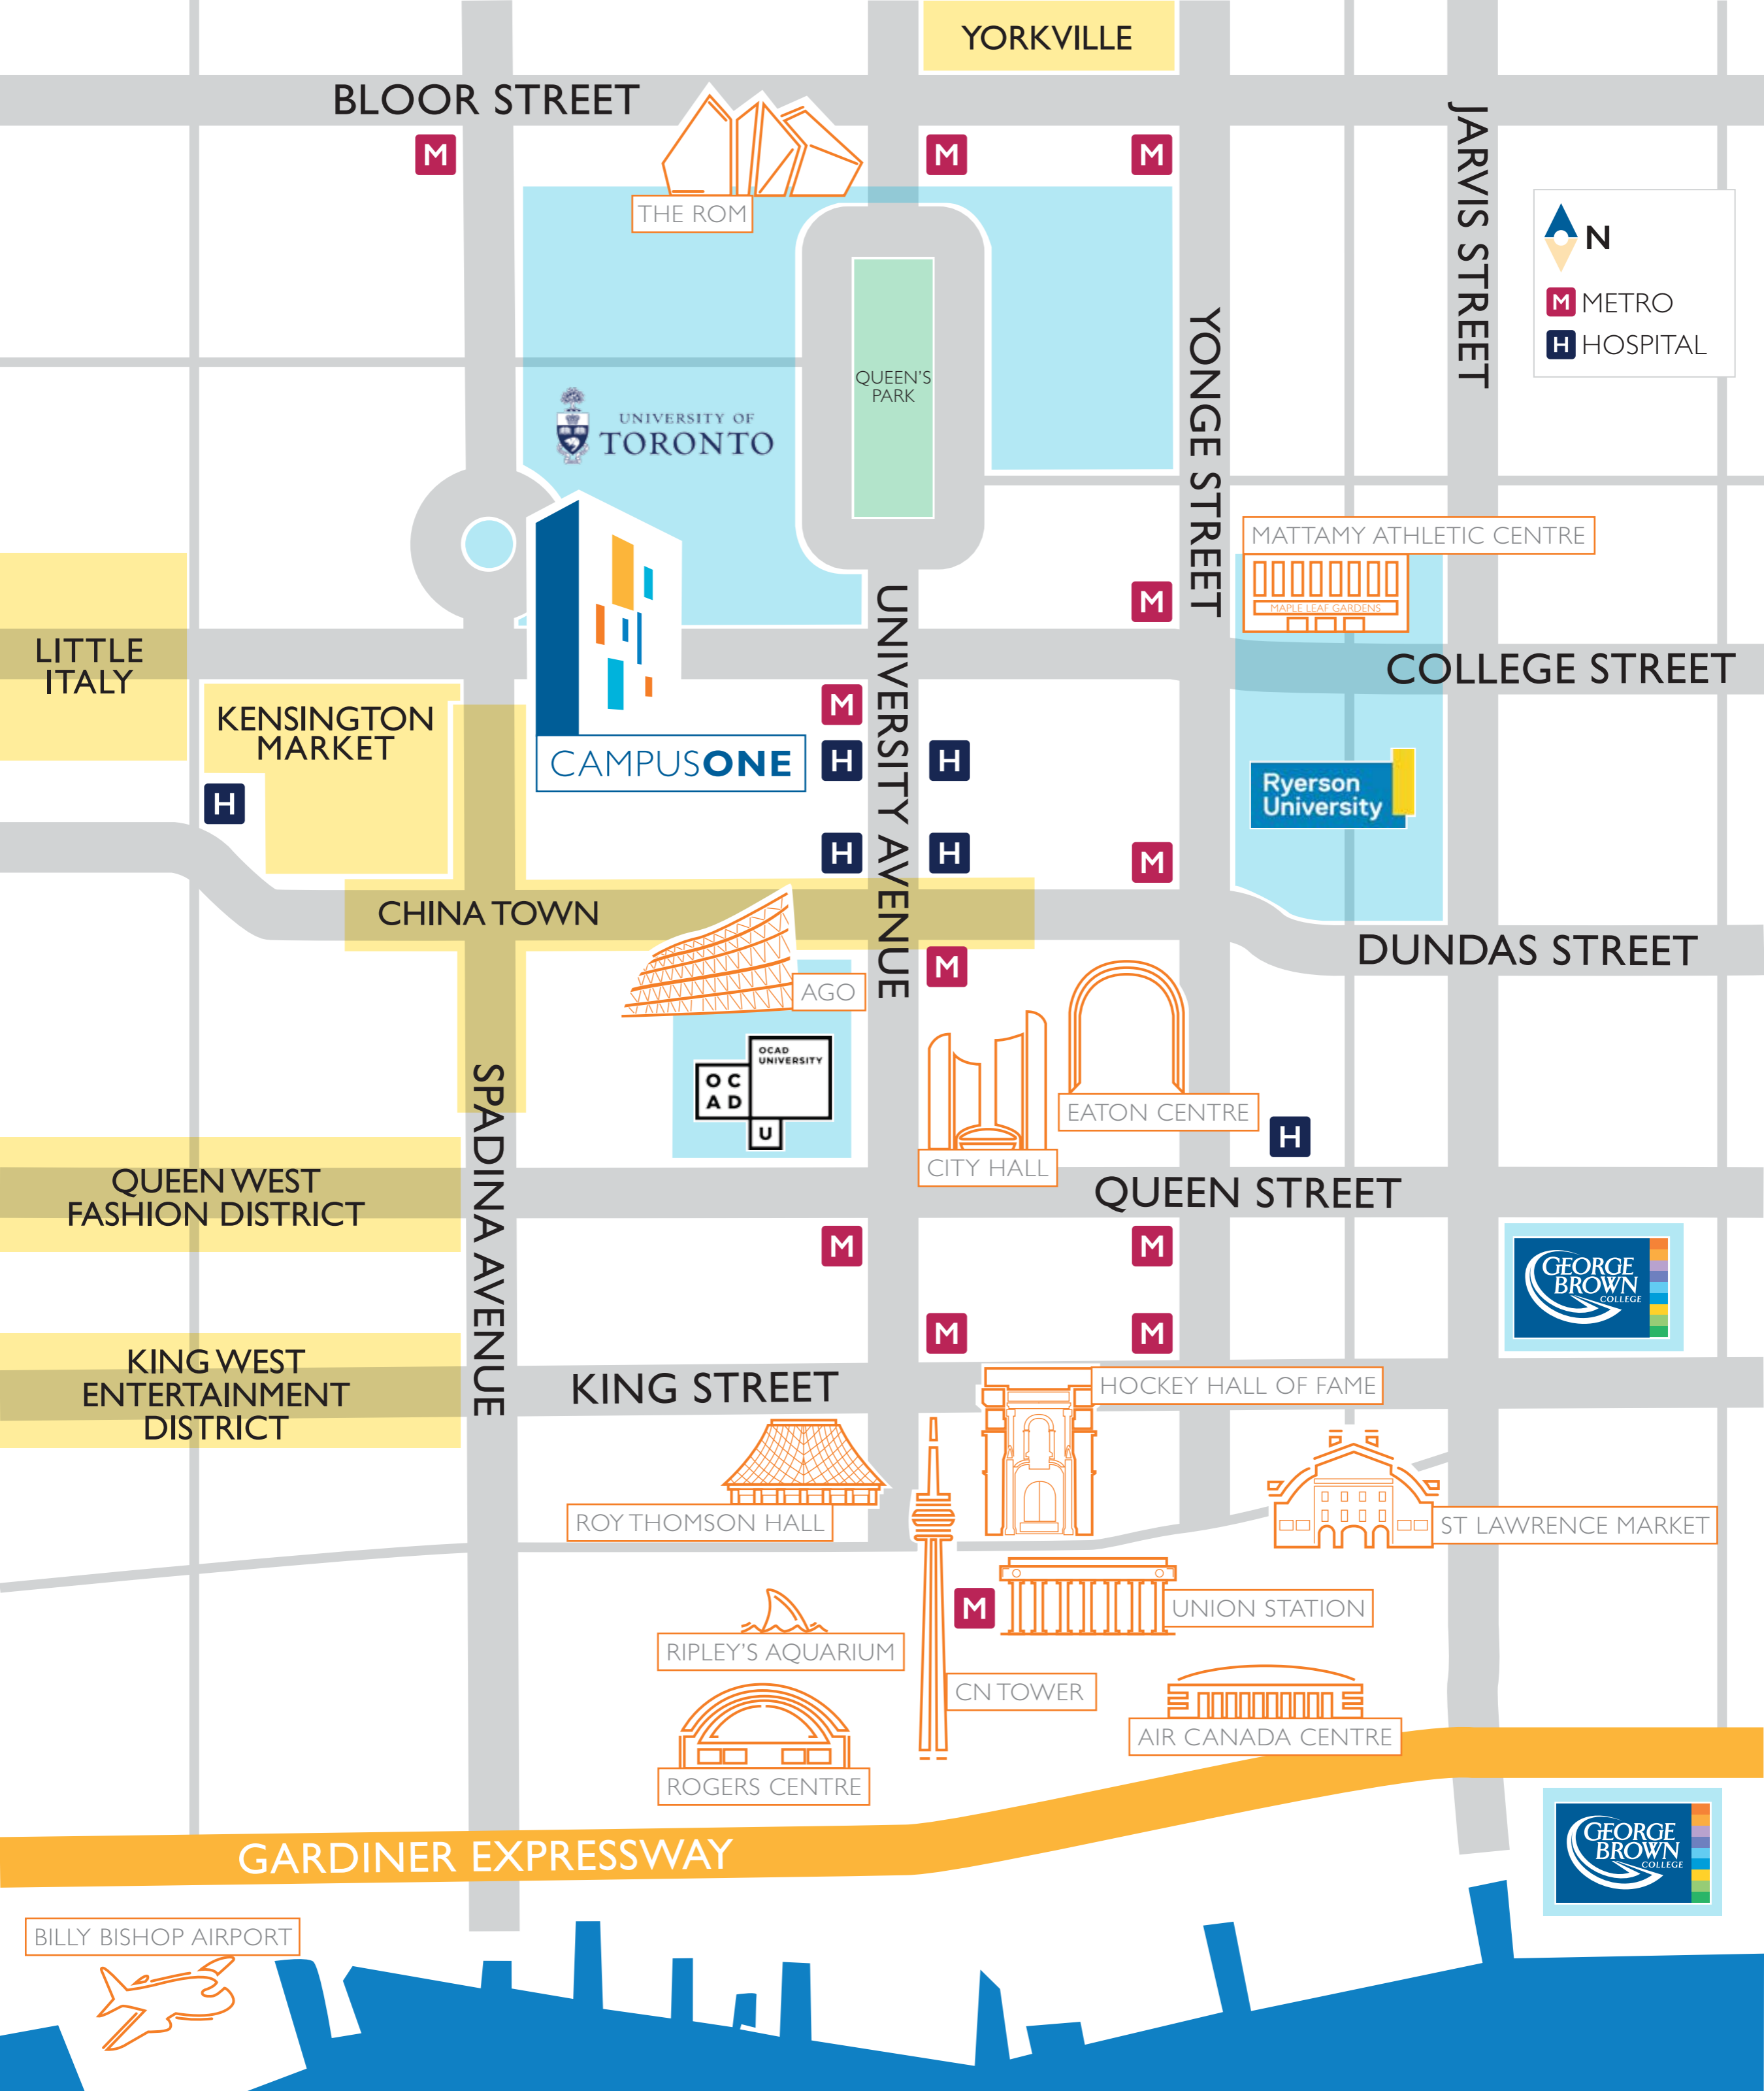 YORKVILLE
BLOOR STREET
M
M
M
JARVIS STREET
THE ROM
N
M METRO
H HOSPITAL
YONGE STREET
QUEEN'S
PARK
UNIVERSITY OF
TORONTO
MATTAMY ATHLETIC CENTRE
MAPLE LEAF GARDENS
M
UNIVERSITY AVENUE
LITTLE
ITALY
COLLEGE STREET
KENSINGTON
MARKET
M
CAMPUSONE
H
H
Ryerson
University
H
H
H
M
CHINA TOWN
DUNDAS STREET
M
AGO
OCAD
UNIVERSITY
OC
AD
U
SPADINA AVENUE
EATON CENTRE
H
CITY HALL
QUEEN WEST
FASHION DISTRICT
QUEEN STREET
M
M
GEORGE
BROWN
COLLEGE
M
M
KING WEST
ENTERTAINMENT
DISTRICT
KING STREET
HOCKEY HALL OF FAME
ROY THOMSON HALL
ST LAWRENCE MARKET
M
UNION STATION
RIPLEY'S AQUARIUM
CN TOWER
AIR CANADA CENTRE
ROGERS CENTRE
GARDINER EXPRESSWAY
GEORGE
BROWN
COLLEGE
BILLY BISHOP AIRPORT